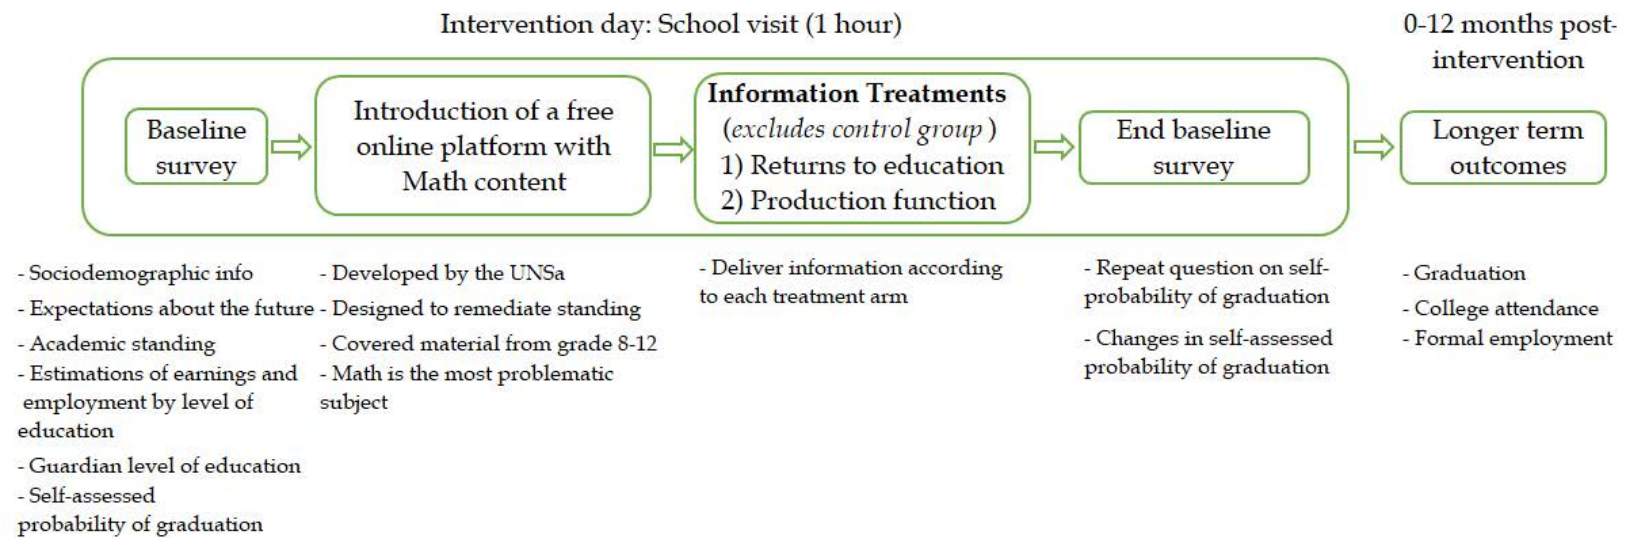 Intervention day: School visit (1 hour)
0-12 months post-
intervention
Baseline
survey
Introduction of a free
online platform with
Math content
Information Treatments
(excludes control group )
1) Returns to education
2) Production function
End baseline
survey
Longer term
outcomes
- Sociodemographic info
- Expectations about the future
- Academic standing
- Estimations of earnings and
employment by level of
education
- Guardian level of education
- Self-assessed
probability of graduation
- Developed by the UNSa
- Designed to remediate standing
- Covered material from grade 8-12
- Math is the most problematic
subject
- Deliver information according
to each treatment arm
- Repeat question on self-
probability of graduation
- Changes in self-assessed
probability of graduation
- Graduation
- College attendance
- Formal employment